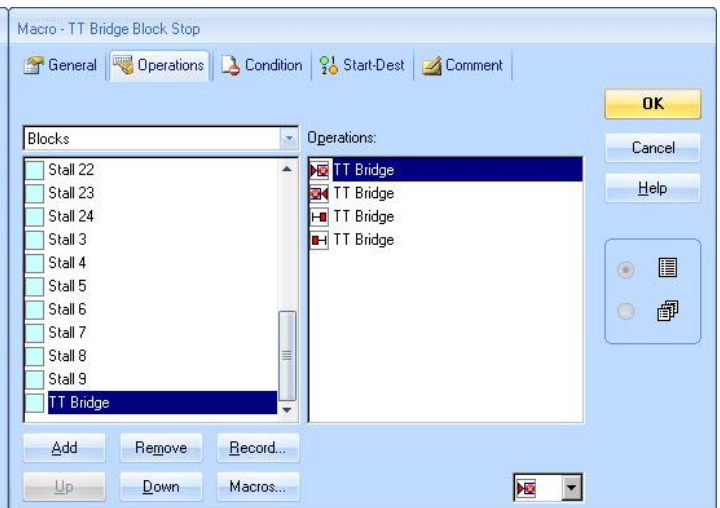 Macro - TT Bridge Block Stop
General Operations Condition Start-Dest Comment
OK
Blocks Operations:
Cancel
Stall 22 TT Bridge
Stall 23 TT Bridge Help
Stall 24 TT Bridge
Stall 3 TT Bridge
Stall 4
Stall 5
Stall 6
Stall 7
Stall 8
Stall 9
TT Bridge
Add Remove Record...
Up Down Macros...